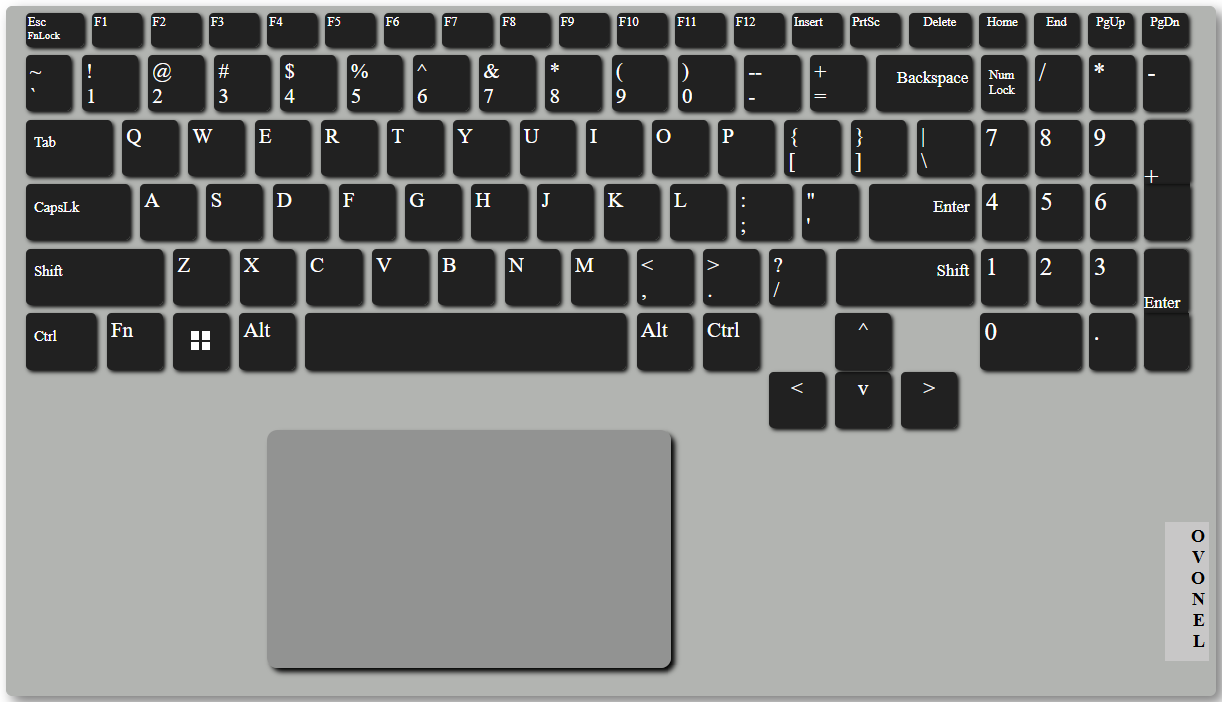 Esc F1 F2 F3 F4 F5 F6 F7 F8 F9 F10 F11 F12 Insert PrtSc Delete Home End PgUp PgDn
FnLock
~ ! @ # $ % ^ & * ( ) -- + Backspace Num / * -
` 1 2 3 4 5 6 7 8 9 0 - = Lock
Tab Q W E R T Y U I O P { } | 7 8 9 +
[ ] \
CapsLk A S D F G H J K L : " Enter 4 5 6
; '
Shift Z X C V B N M < > ? Shift 1 2 3 Enter
, . /
Ctrl Fn Alt Alt Ctrl ^ 0 .
< v >
O
V
O
N
E
L